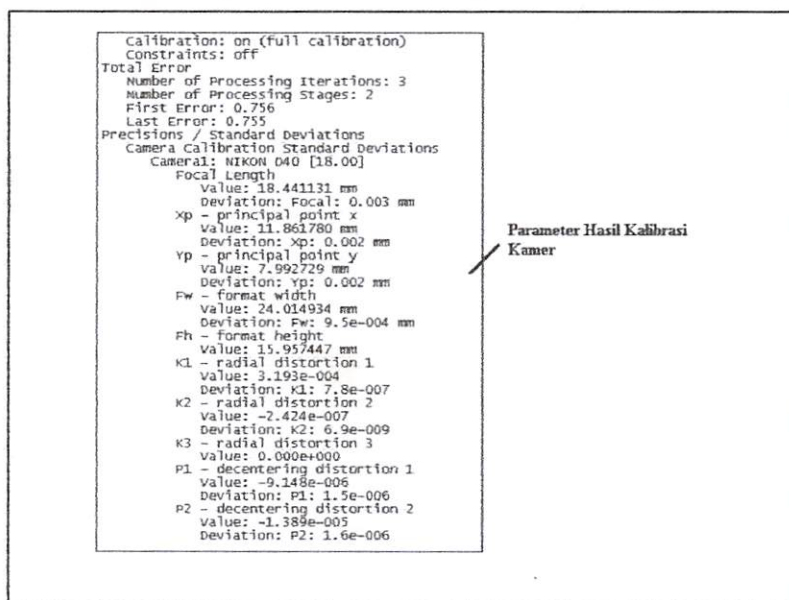 Calibration: on (full calibration)
Constraints: off
Total Error
Number of Processing Iterations: 3
Number of Processing Stages: 2
First Error: 0.756
Last Error: 0.755
Precisions / Standard Deviations
Camera Calibration Standard Deviations
Camera1: NIKON D40 [18.00]
Focal Length
Value: 18.441131 mm
Deviation: Focal: 0.003 mm
Xp - principal point x
Value: 11.861780 mm
Deviation: Xp: 0.002 mm
Yp - principal point y
Value: 7.992729 mm
Deviation: Yp: 0.002 mm
Fw - format width
Value: 24.014934 mm
Deviation: Fw: 9.5e-004 mm
Fh - format height
Value: 15.957447 mm
K1 - radial distortion 1
Value: 3.193e-004
Deviation: K1: 7.8e-007
K2 - radial distortion 2
Value: -2.424e-007
Deviation: K2: 6.9e-009
K3 - radial distortion 3
Value: 0.000e+000
P1 - decentering distortion 1
Value: -9.148e-006
Deviation: P1: 1.5e-006
P2 - decentering distortion 2
Value: -1.389e-005
Deviation: P2: 1.6e-006
Parameter Hasil Kalibrasi
Kamer